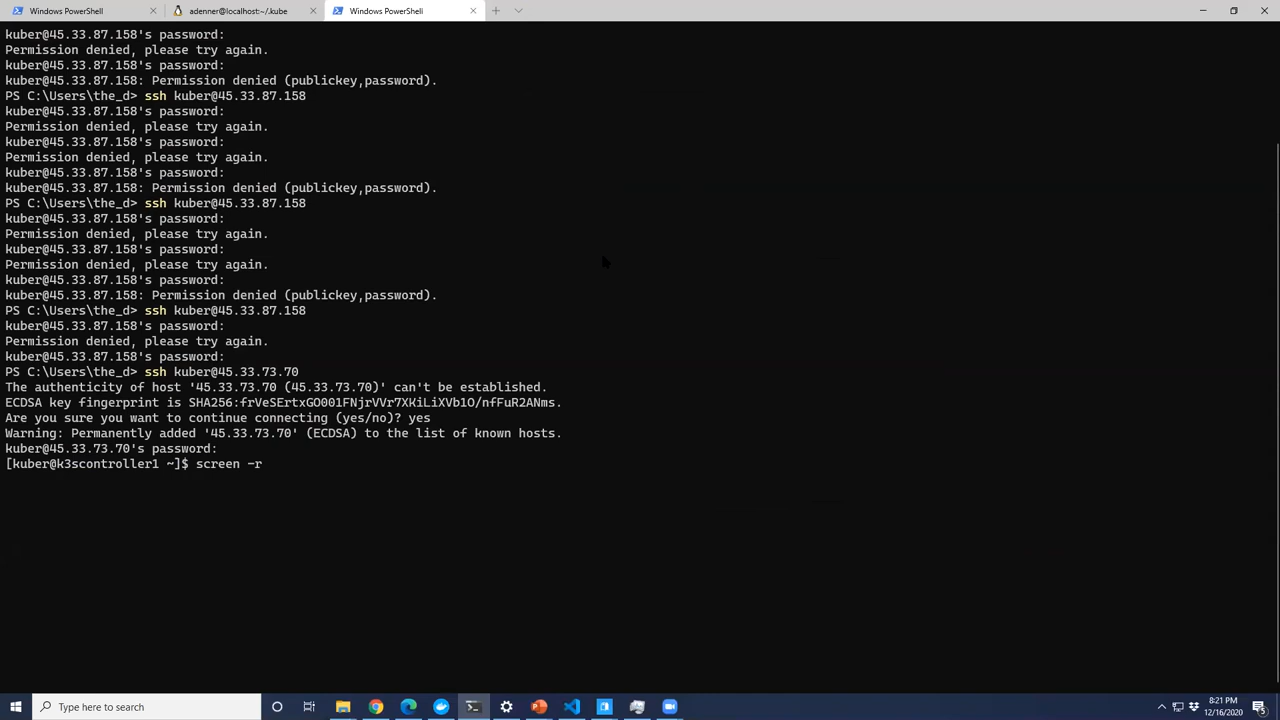 Windows PowerShell
adenner@localhost:~/.kube
Windows PowerShell
kuber@45.33.87.158's password:
Permission denied, please try again.
kuber@45.33.87.158's password:
kuber@45.33.87.158: Permission denied (publickey,password).
PS C:\Users\the_d> ssh kuber@45.33.87.158
kuber@45.33.87.158's password:
Permission denied, please try again.
kuber@45.33.87.158's password:
Permission denied, please try again.
kuber@45.33.87.158's password:
kuber@45.33.87.158: Permission denied (publickey,password).
PS C:\Users\the_d> ssh kuber@45.33.87.158
kuber@45.33.87.158's password:
Permission denied, please try again.
kuber@45.33.87.158's password:
Permission denied, please try again.
kuber@45.33.87.158's password:
kuber@45.33.87.158: Permission denied (publickey,password).
PS C:\Users\the_d> ssh kuber@45.33.87.158
kuber@45.33.87.158's password:
Permission denied, please try again.
kuber@45.33.87.158's password:
PS C:\Users\the_d> ssh kuber@45.33.73.70
The authenticity of host '45.33.73.70 (45.33.73.70)' can't be established.
ECDSA key fingerprint is SHA256:frVeSErtxGO001FNjrVVr7XKiLiXVb1O/nfFuR2ANms.
Are you sure you want to continue connecting (yes/no)? yes
Warning: Permanently added '45.33.73.70' (ECDSA) to the list of known hosts.
kuber@45.33.73.70's password:
[kuber@k3scontroller1 ~]$ screen -r
Type here to search
8:21 PM
12/16/2020